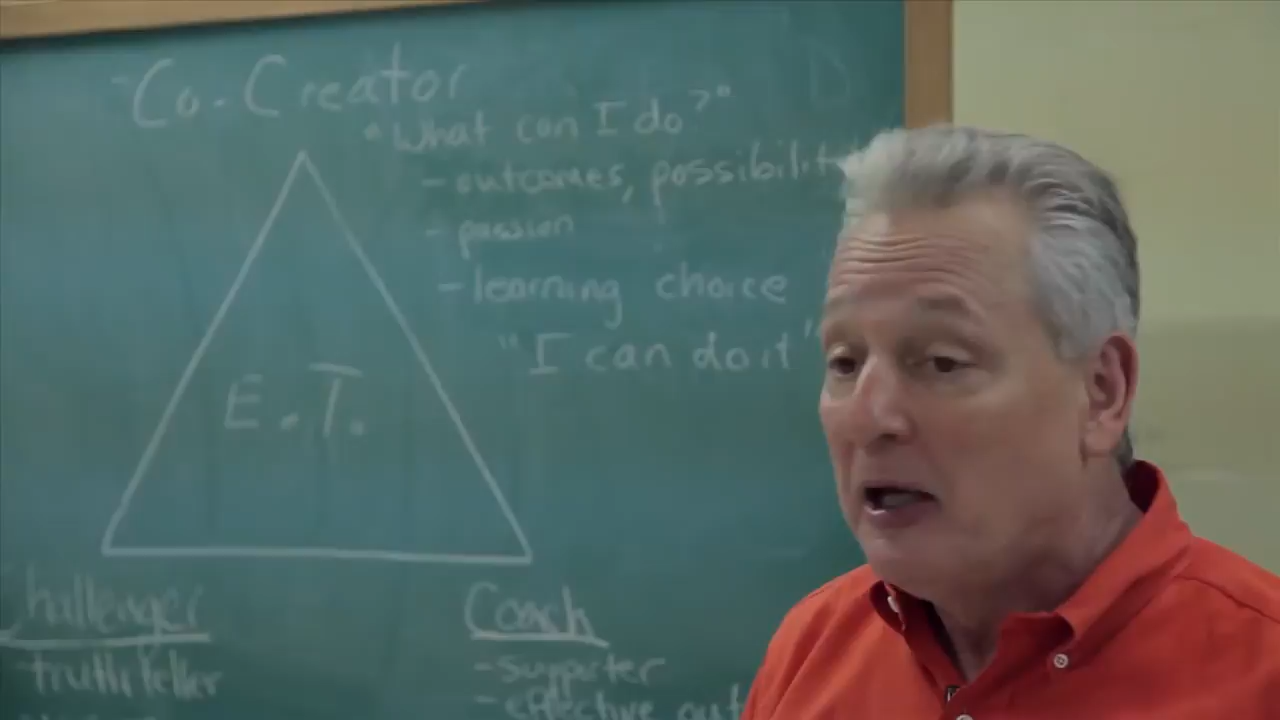 Co-Creator
"What can I do?"
- outcomes, possibilit
- passion
- learning choice
"I can do it"
E.T.
Challenger
Coach
truth teller
- supporter
- effective out